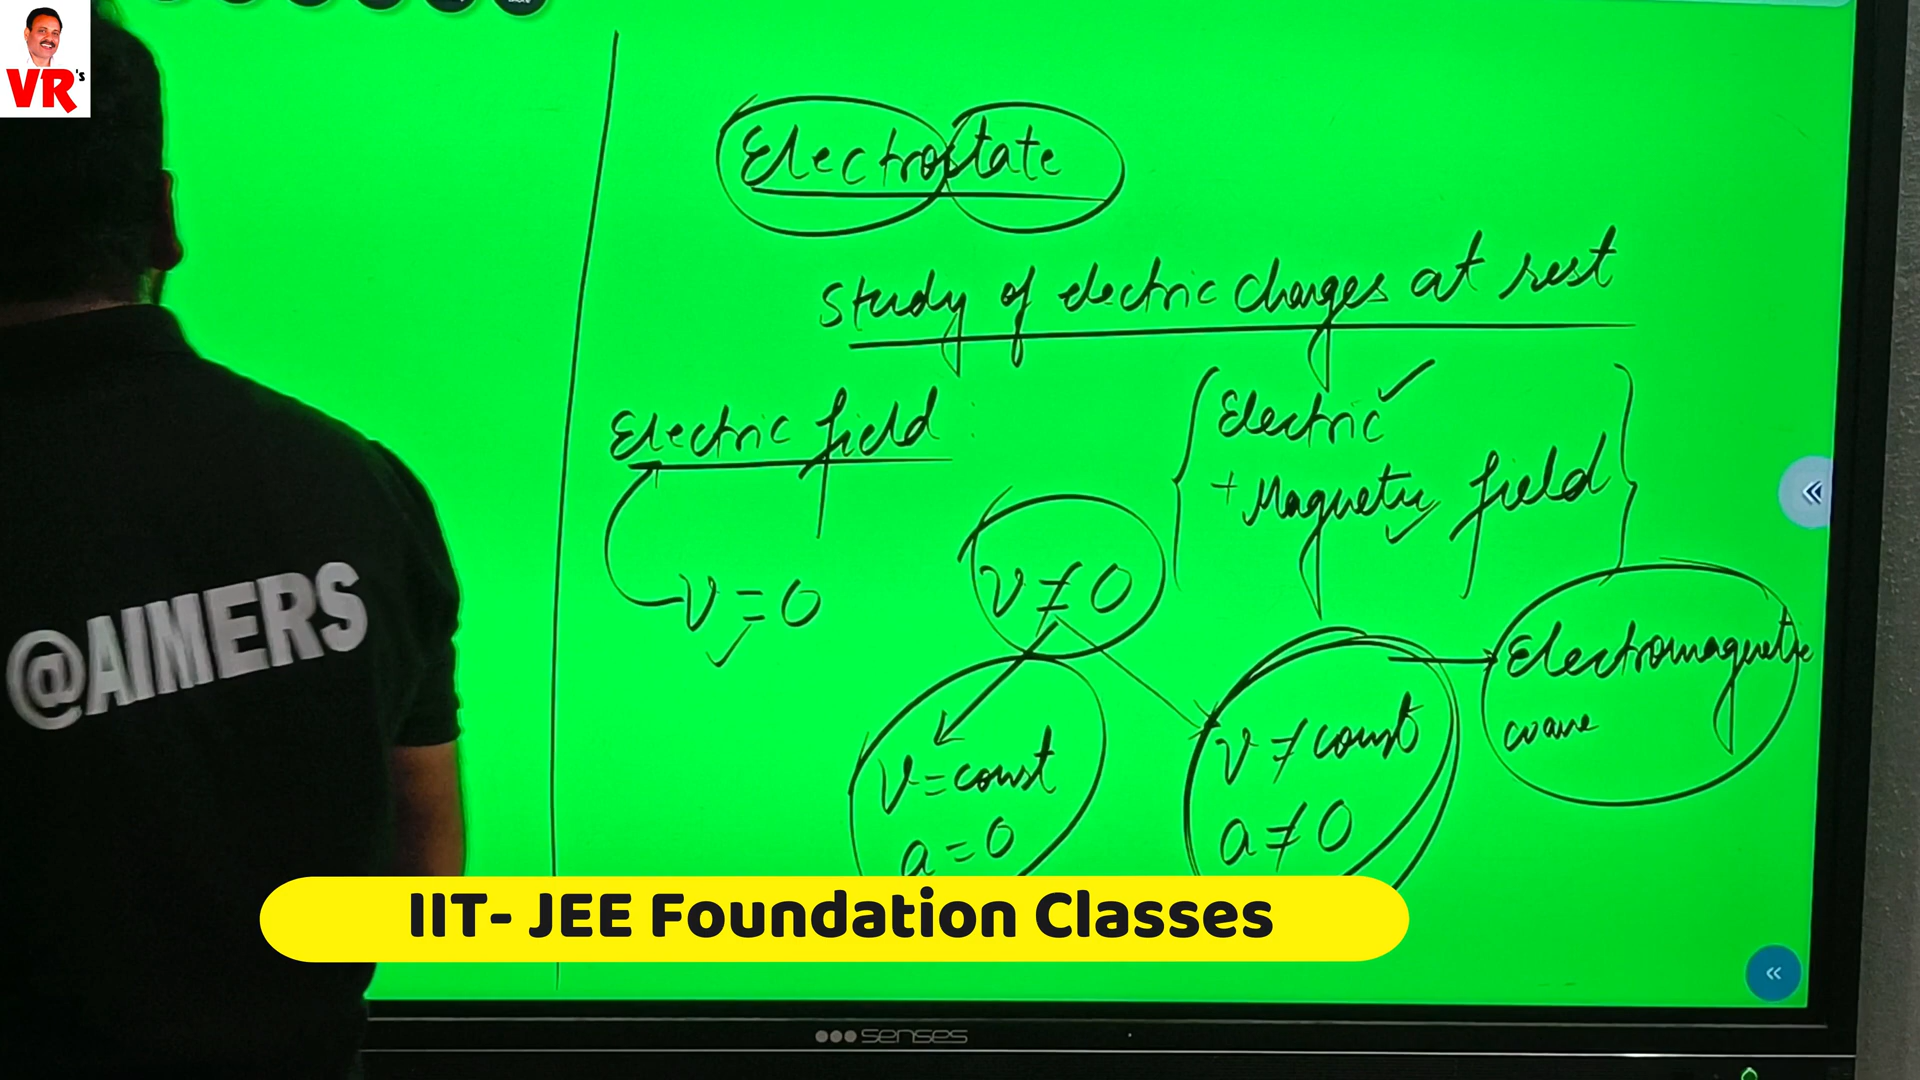 VR's
Electrostate
Study of electric charges at rest
Electric field :
Electric
+ Magnetic field
v = 0
v ≠ 0
Electromagnetic
wave
v = const
a = 0
v ≠ const
a ≠ 0
@AIMERS
IIT- JEE Foundation Classes
senses